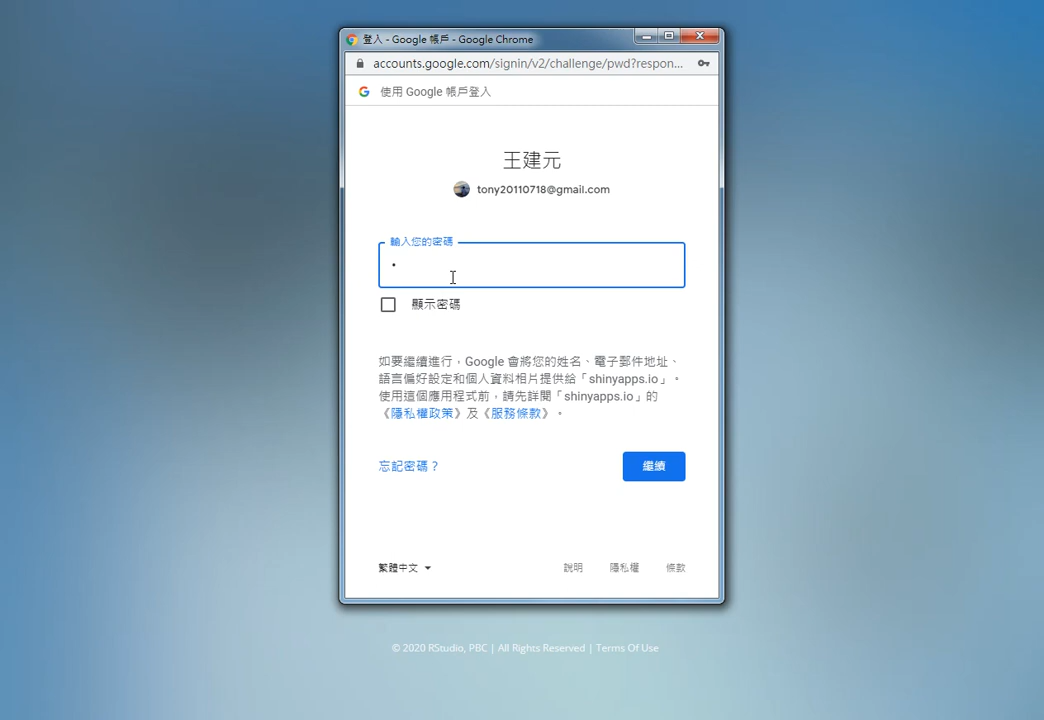 登入 - Google 帳戶 - Google Chrome
accounts.google.com/signin/v2/challenge/pwd?respon...
使用 Google 帳戶登入
王建元
tony20110718@gmail.com
輸入您的密碼
•
顯示密碼
如要繼續進行，Google 會將您的姓名、電子郵件地址、
語言偏好設定和個人資料相片提供給「shinyapps.io」。
使用這個應用程式前，請先詳閱「shinyapps.io」的
《隱私權政策》及《服務條款》。
忘記密碼？
繼續
繁體中文
說明
隱私權
條款
© 2020 RStudio, PBC | All Rights Reserved | Terms Of Use